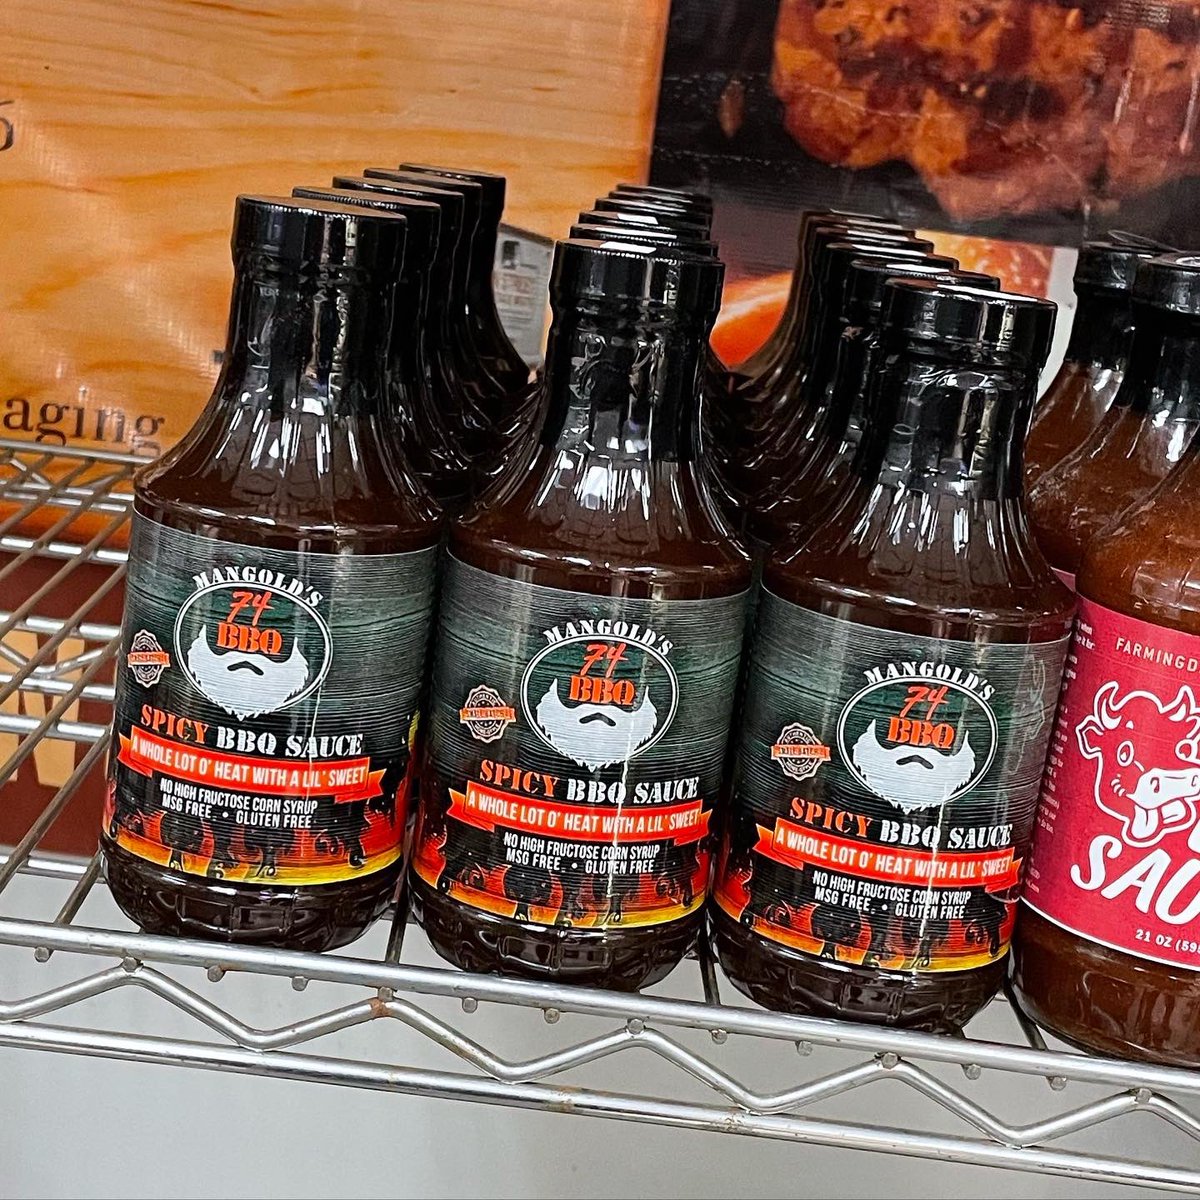 aging
MANGOLD'S
74
BBQ
SPICY BBQ SAUCE
A WHOLE LOT O' HEAT WITH A LIL' SWEET
NO HIGH FRUCTOSE CORN SYRUP
MSG FREE • GLUTEN FREE
MANGOLD'S
74
BBQ
SPICY BBQ SAUCE
A WHOLE LOT O' HEAT WITH A LIL' SWEET
NO HIGH FRUCTOSE CORN SYRUP
MSG FREE • GLUTEN FREE
MANGOLD'S
74
BBQ
SPICY BBQ SAUCE
A WHOLE LOT O' HEAT WITH A LIL' SWEET
NO HIGH FRUCTOSE CORN SYRUP
MSG FREE • GLUTEN FREE
FARMINGD
SAU
21 OZ (59